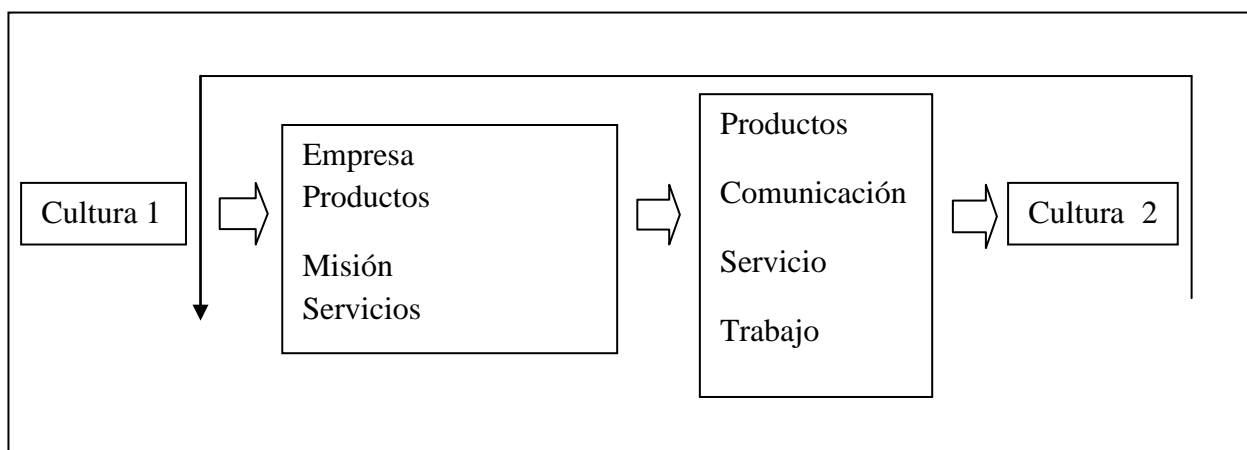 Cultura 1
Empresa
Productos
Misión
Servicios
Productos
Comunicación
Servicio
Trabajo
Cultura 2